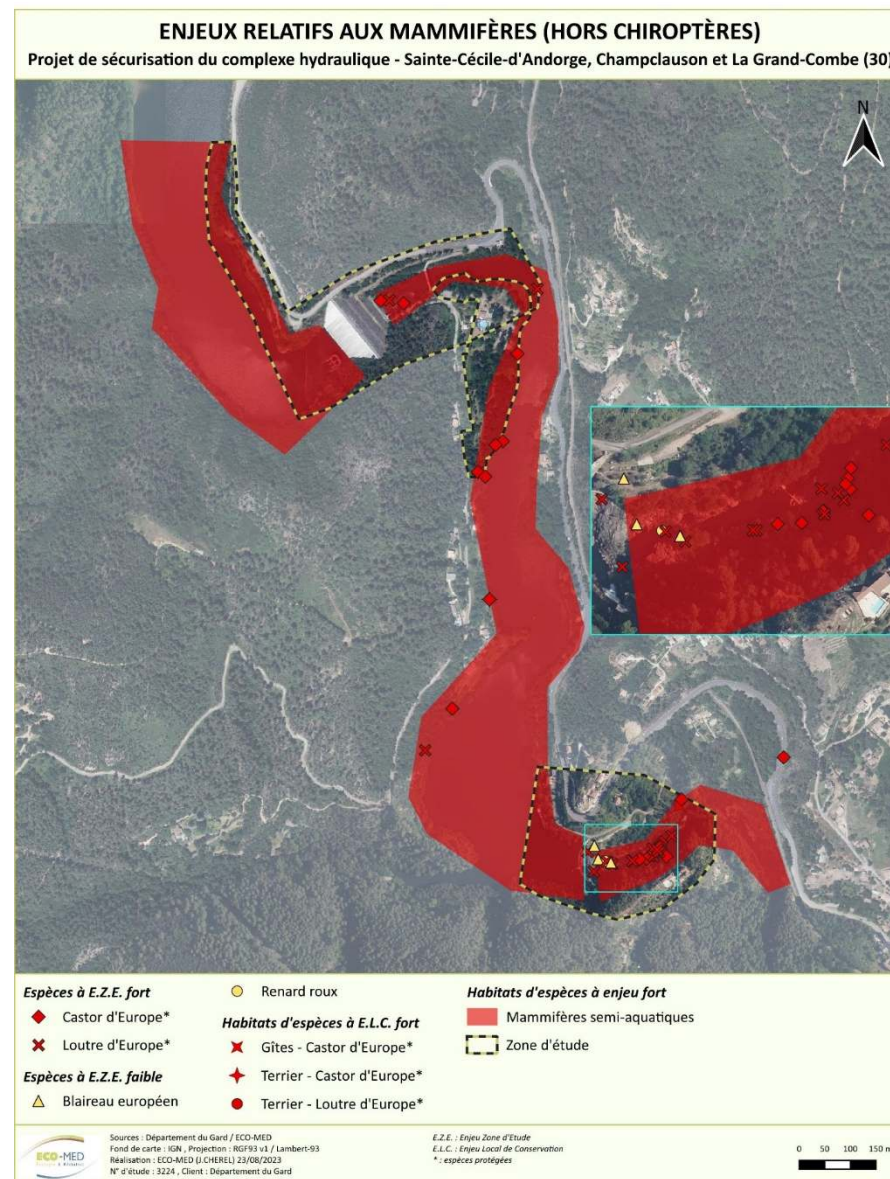 ENJEUX RELATIFS AUX MAMMIFÈRES (HORS CHIROPTÈRES)
Projet de sécurisation du complexe hydraulique - Sainte-Cécile-d'Andorge, Champclauson et La Grand-Combe (30)
N
Espèces à E.Z.E. fort
Castor d'Europe*
Loutre d'Europe*
Espèces à E.Z.E. faible
Blaireau européen
Renard roux
Habitats d'espèces à E.L.C. fort
Gîtes - Castor d'Europe*
Terrier - Castor d'Europe*
Terrier - Loutre d'Europe*
Habitats d'espèces à enjeu fort
Mammifères semi-aquatiques
Zone d'étude
ECO-MED
Sources : Département du Gard / ECO-MED
Fond de carte : IGN , Projection : RGF93 v1 / Lambert-93
Réalisation : ECO-MED (J.CHEREL) 23/08/2023
N° d'étude : 3224 , Client : Département du Gard
E.Z.E. : Enjeu Zone d'Etude
E.L.C. : Enjeu Local de Conservation
* : espèces protégées
0 50 100 150 m